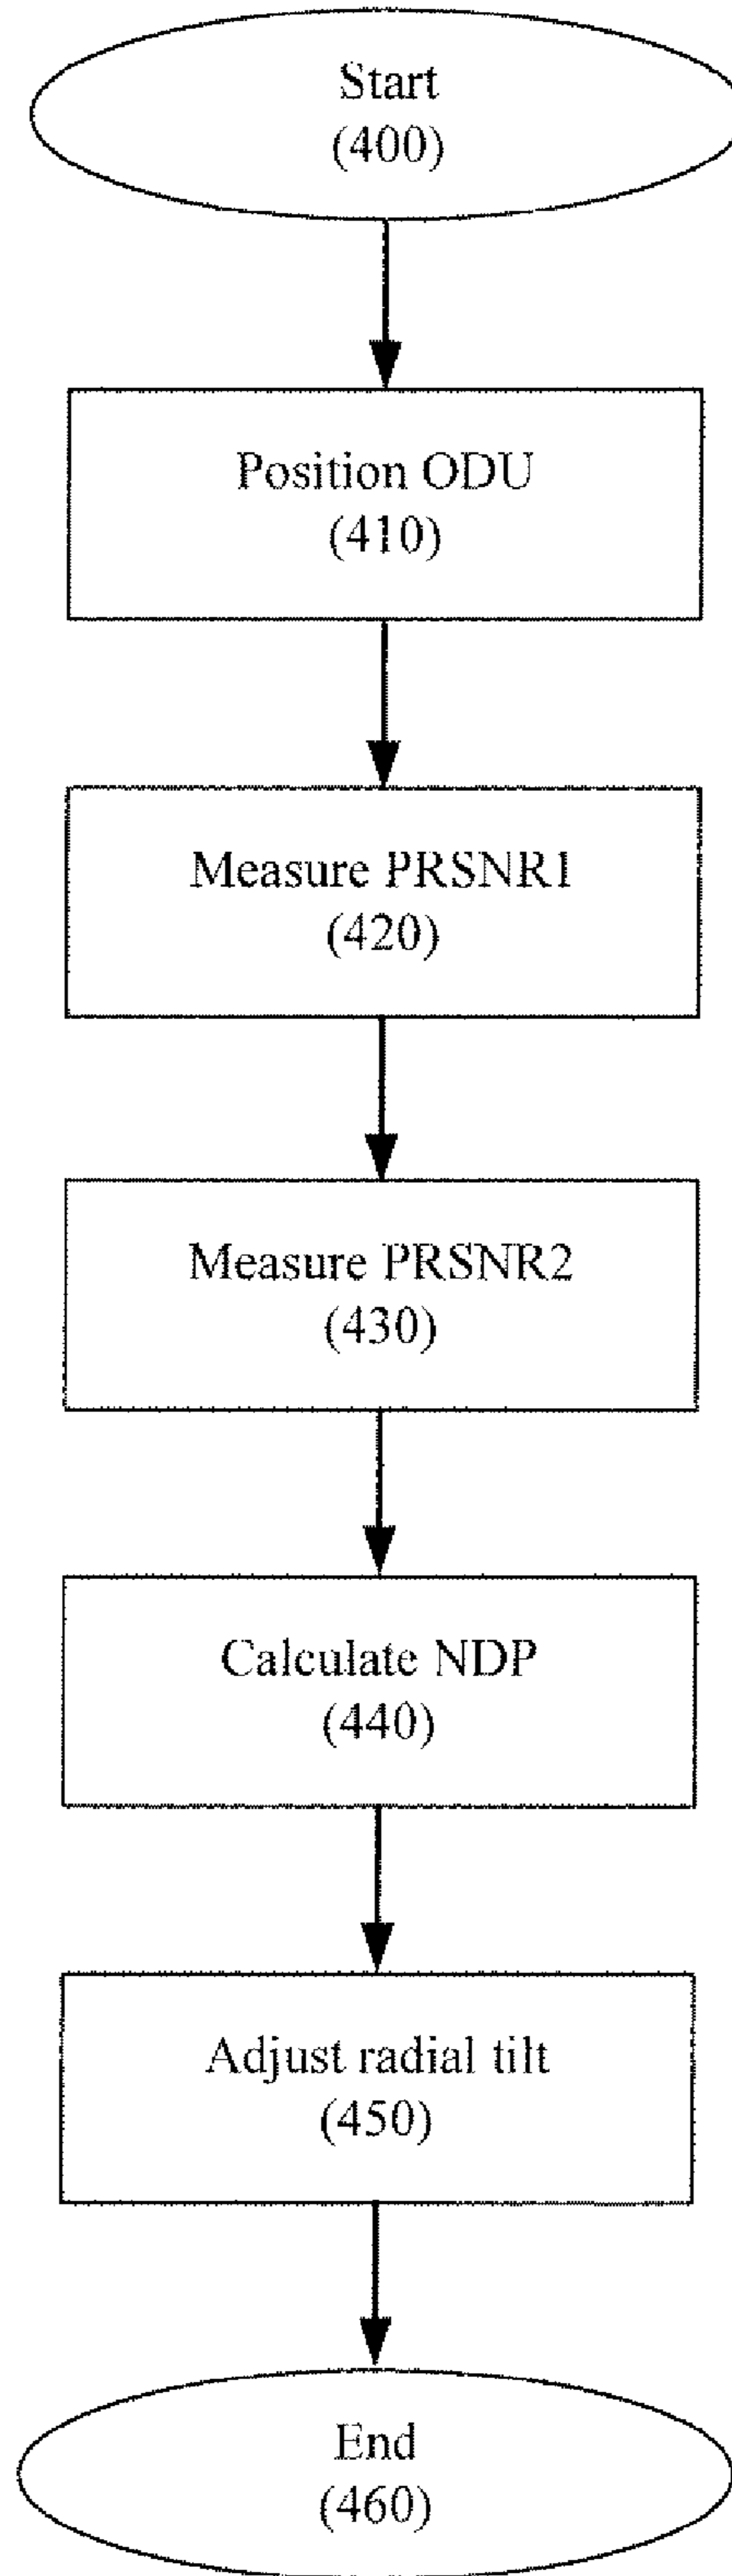 Start
(400)
Position ODU
(410)
Measure PRSNR1
(420)
Measure PRSNR2
(430)
Calculate NDP
(440)
Adjust radial tilt
(450)
End
(460)